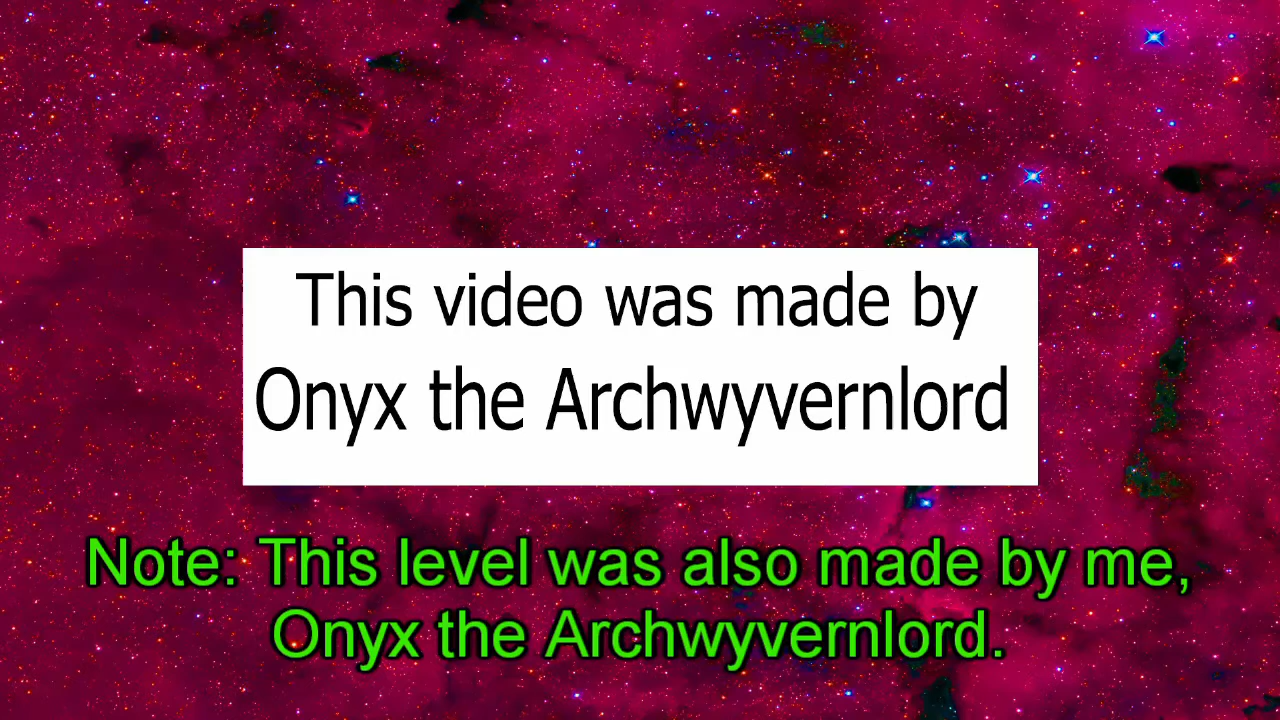 This video was made by
Onyx the Archwyvernlord
Note: This level was also made by me,
Onyx the Archwyvernlord.